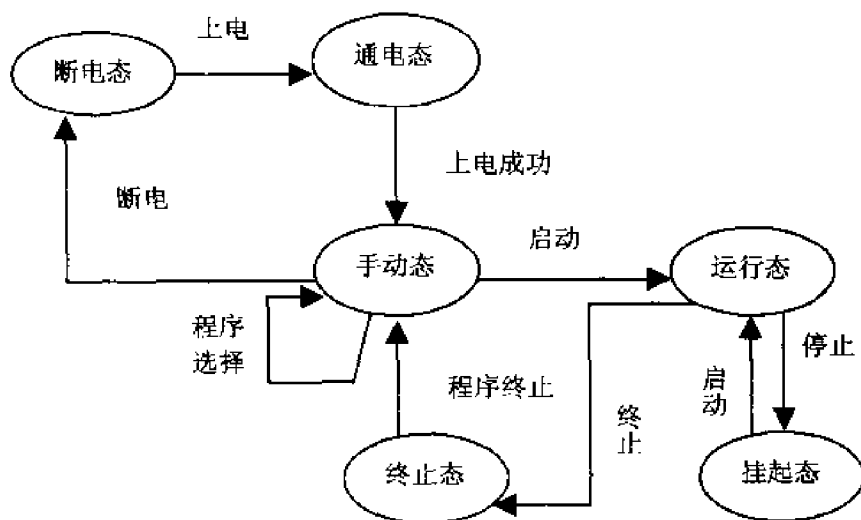 上电
断电态
通电态
断电
上电成功
手动态
启动
运行态
程序
选择
程序终止
终止
启动
停止
终止态
挂起态